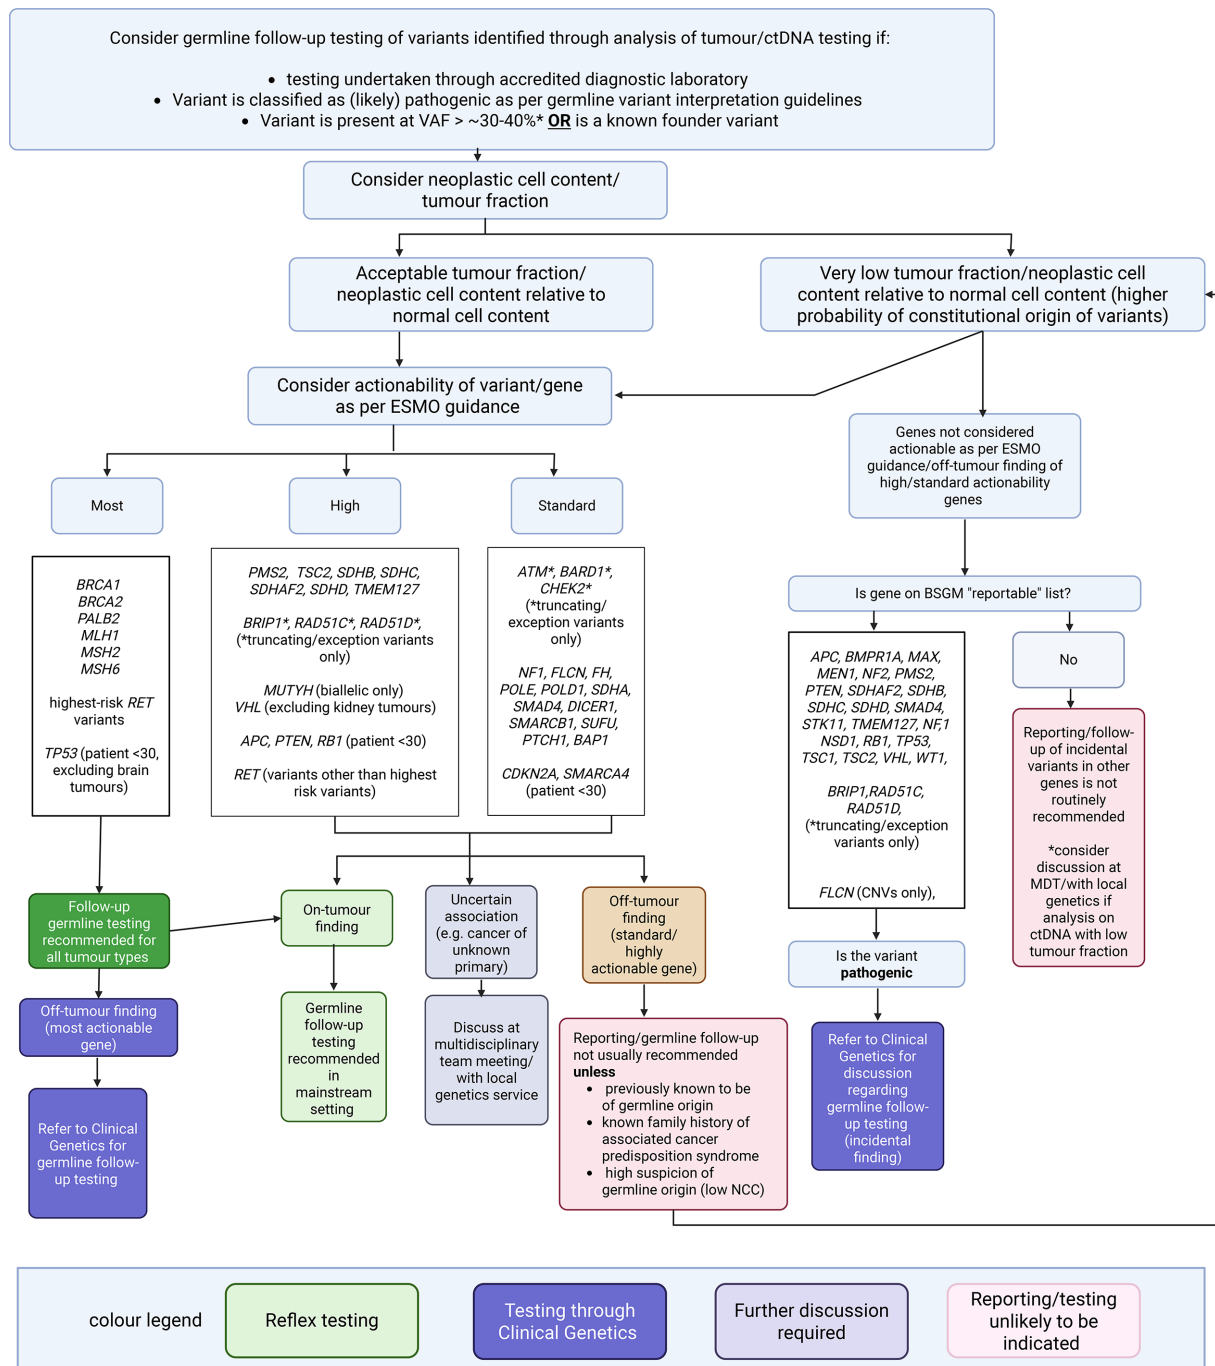 Consider germline follow-up testing of variants identified through analysis of tumour/ctDNA testing if:
• testing undertaken through accredited diagnostic laboratory
• Variant is classified as (likely) pathogenic as per germline variant interpretation guidelines
• Variant is present at VAF > ~30-40%* OR is a known founder variant
Consider neoplastic cell content/
tumour fraction
Acceptable tumour fraction/
neoplastic cell content relative to
normal cell content
Very low tumour fraction/neoplastic cell
content relative to normal cell content (higher
probability of constitutional origin of variants)
Consider actionability of variant/gene
as per ESMO guidance
Genes not considered
actionable as per ESMO
guidance/off-tumour finding of
high/standard actionability
genes
Most
High
Standard
BRCA1
BRCA2
PALB2
MLH1
MSH2
MSH6
highest-risk RET
variants
TP53 (patient <30,
excluding brain
tumours)
PMS2, TSC2, SDHB, SDHC,
SDHAF2, SDHD, TMEM127
BRIP1*, RAD51C*, RAD51D*,
(*truncating/exception variants
only)
MUTYH (biallelic only)
VHL (excluding kidney tumours)
APC, PTEN, RB1 (patient <30)
RET (variants other than highest
risk variants)
ATM*, BARD1*,
CHEK2*
(*truncating/
exception variants
only)
NF1, FLCN, FH,
POLE, POLD1, SDHA,
SMAD4, DICER1,
SMARCB1, SUFU,
PTCH1, BAP1
CDKN2A, SMARCA4
(patient <30)
Is gene on BSGM "reportable" list?
APC, BMPR1A, MAX,
MEN1, NF2, PMS2,
PTEN, SDHAF2, SDHB,
SDHC, SDHD, SMAD4,
STK11, TMEM127, NF1
NSD1, RB1, TP53,
TSC1, TSC2, VHL, WT1,
BRIP1,RAD51C,
RAD51D,
(*truncating/exception
variants only)
FLCN (CNVs only),
No
Reporting/follow-
up of incidental
variants in other
genes is not
routinely
recommended
*consider
discussion at
MDT/with local
genetics if
analysis on
ctDNA with low
tumour fraction
Follow-up
germline testing
recommended for
all tumour types
On-tumour
finding
Uncertain
association
(e.g. cancer of
unknown
primary)
Off-tumour
finding
(standard/
highly
actionable gene)
Is the variant
pathogenic
Off-tumour finding
(most actionable
gene)
Germline
follow-up
testing
recommended
in
mainstream
setting
Discuss at
multidisciplinary
team meeting/
with local
genetics service
Reporting/germline follow-up
not usually recommended
unless
• previously known to be
of germline origin
• known family history of
associated cancer
predisposition syndrome
• high suspicion of
germline origin (low NCC)
Refer to Clinical
Genetics for
discussion
regarding
germline follow-
up testing
(incidental
finding)
Refer to Clinical
Genetics for
germline follow-
up testing
colour legend
Reflex testing
Testing through
Clinical Genetics
Further discussion
required
Reporting/testing
unlikely to be
indicated